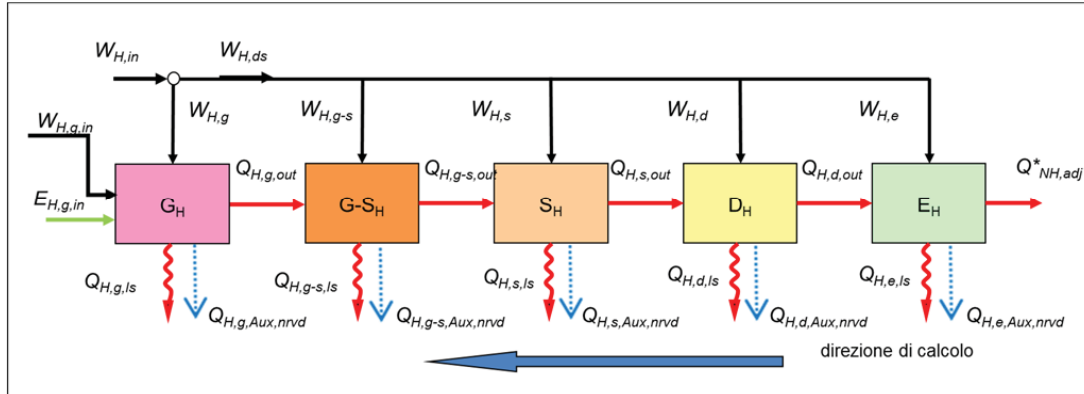 W_H,in
W_H,ds
W_H,g
W_H,g-s
W_H,s
W_H,d
W_H,e
W_H,g,in
E_H,g,in
G_H
Q_H,g,out
G-S_H
Q_H,g-s,out
S_H
Q_H,s,out
D_H
Q_H,d,out
E_H
Q*_NH,adj
Q_H,g,ls
Q_H,g-s,ls
Q_H,s,ls
Q_H,d,ls
Q_H,e,ls
Q_H,g,Aux,nrvd
Q_H,g-s,Aux,nrvd
Q_H,s,Aux,nrvd
Q_H,d,Aux,nrvd
Q_H,e,Aux,nrvd
direzione di calcolo